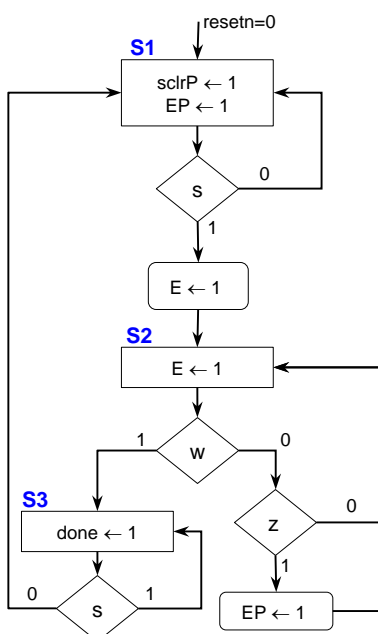 resetn=0
S1
sclrP ← 1
EP ← 1
s
0
1
E ← 1
S2
E ← 1
1
w
0
S3
done ← 1
z
0
1
0
s
1
EP ← 1